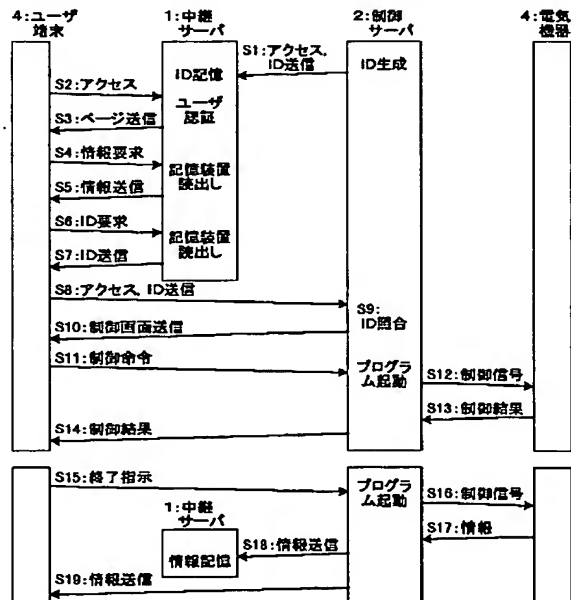 4:ユーザ
端末
1:中継
サーバ
2:制御
サーバ
4:電気
機器
S1:アクセス,
ID送信
ID記憶
ID生成
S2:アクセス
ユーザ
認証
S3:ページ送信
S4:情報要求
記憶装置
読出し
S5:情報送信
S6:ID要求
記憶装置
読出し
S7:ID送信
S8:アクセス, ID送信
S9:
ID照合
S10:制御画面送信
S11:制御命令
プログラ
ム起動
S12:制御信号
S13:制御結果
S14:制御結果
S15:終了指示
プログラ
ム起動
S16:制御信号
1:中継
サーバ
S17:情報
情報記憶
S18:情報送信
S19:情報送信